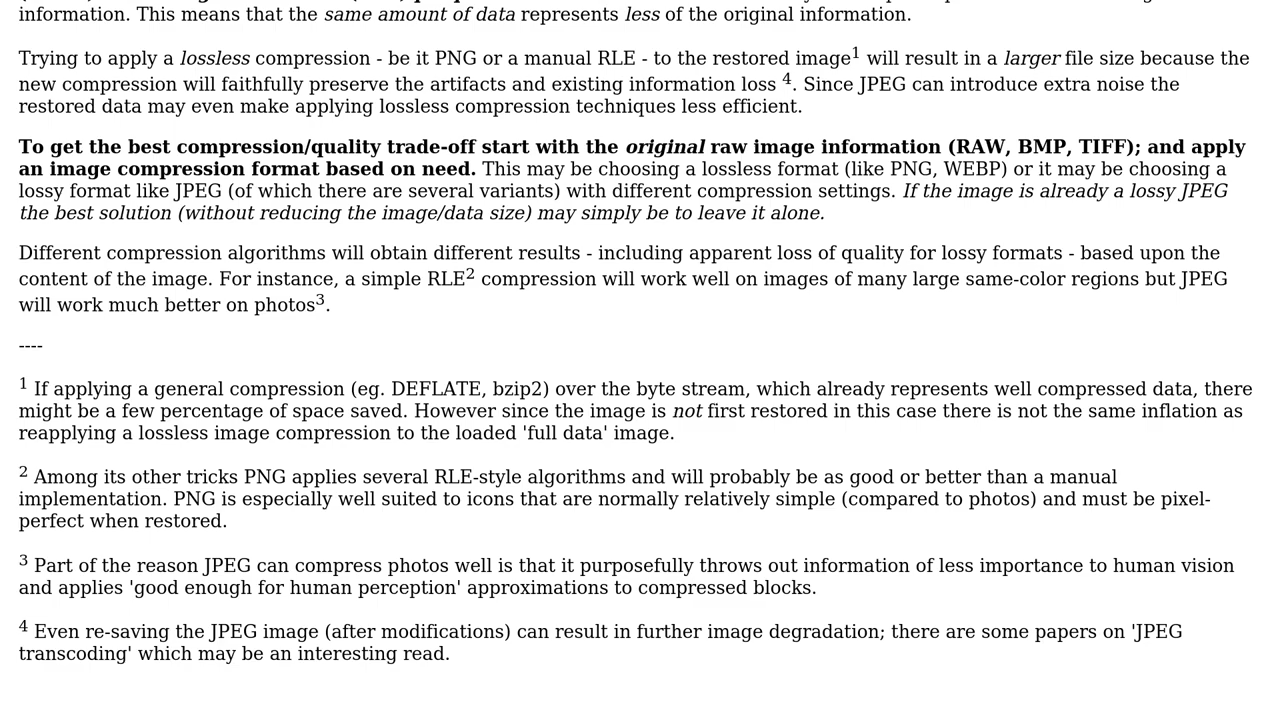 information. This means that the same amount of data represents less of the original information.
Trying to apply a lossless compression - be it PNG or a manual RLE - to the restored image1 will result in a larger file size because the
new compression will faithfully preserve the artifacts and existing information loss 4. Since JPEG can introduce extra noise the
restored data may even make applying lossless compression techniques less efficient.
To get the best compression/quality trade-off start with the original raw image information (RAW, BMP, TIFF); and apply
an image compression format based on need. This may be choosing a lossless format (like PNG, WEBP) or it may be choosing a
lossy format like JPEG (of which there are several variants) with different compression settings. If the image is already a lossy JPEG
the best solution (without reducing the image/data size) may simply be to leave it alone.
Different compression algorithms will obtain different results - including apparent loss of quality for lossy formats - based upon the
content of the image. For instance, a simple RLE2 compression will work well on images of many large same-color regions but JPEG
will work much better on photos3.
----
1 If applying a general compression (eg. DEFLATE, bzip2) over the byte stream, which already represents well compressed data, there
might be a few percentage of space saved. However since the image is not first restored in this case there is not the same inflation as
reapplying a lossless image compression to the loaded 'full data' image.
2 Among its other tricks PNG applies several RLE-style algorithms and will probably be as good or better than a manual
implementation. PNG is especially well suited to icons that are normally relatively simple (compared to photos) and must be pixel-
perfect when restored.
3 Part of the reason JPEG can compress photos well is that it purposefully throws out information of less importance to human vision
and applies 'good enough for human perception' approximations to compressed blocks.
4 Even re-saving the JPEG image (after modifications) can result in further image degradation; there are some papers on 'JPEG
transcoding' which may be an interesting read.